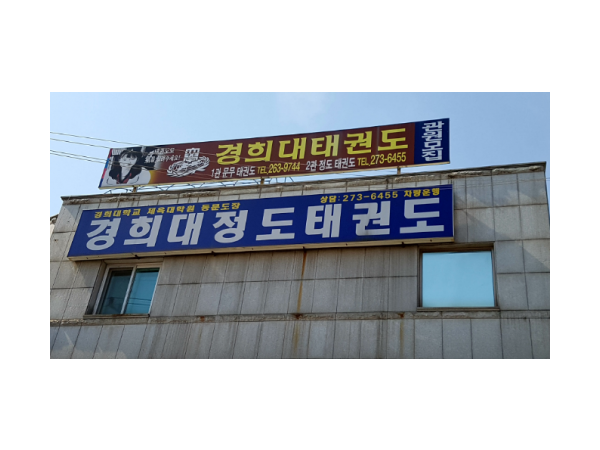 경희대태권도
1관 문무 태권도 TEL.263-9744 2관 정도 태권도 TEL.273-6455
관원모집
경희대학교 체육대학원 동문도장
상담: 273-6455 차량운행
경희대정도태권도